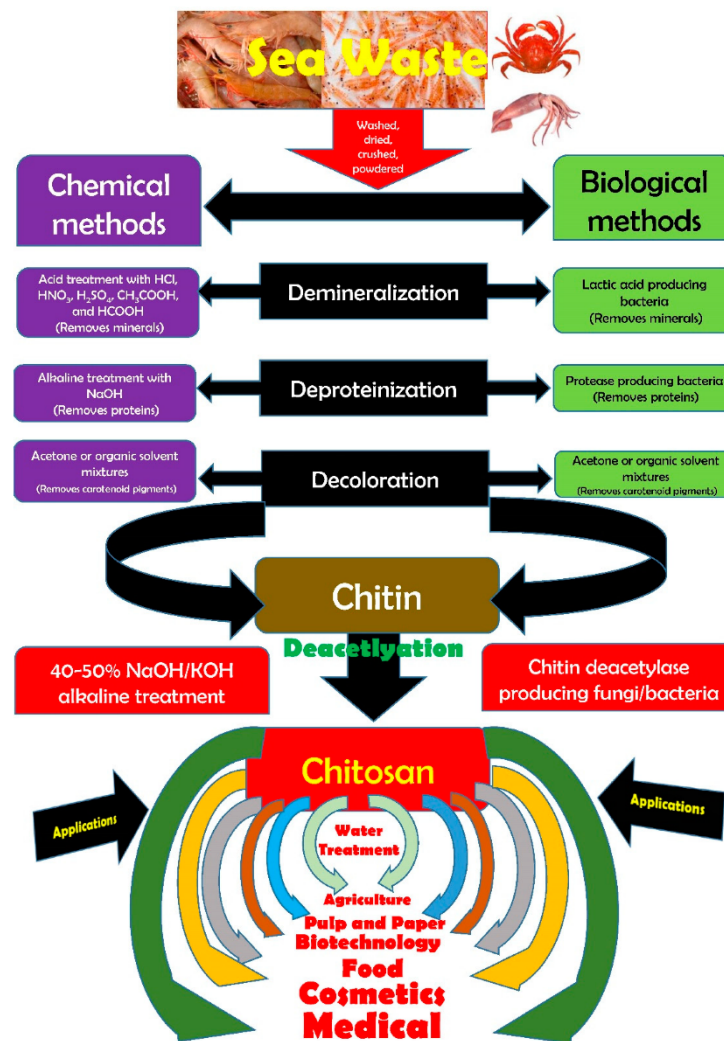 Sea Waste
Washed,
dried,
crushed,
powdered
Chemical
methods
Biological
methods
Acid treatment with HCl,
HNO₃, H₂SO₄, CH₃COOH,
and HCOOH
(Removes minerals)
Demineralization
Lactic acid producing
bacteria
(Removes minerals)
Alkaline treatment with
NaOH
(Removes proteins)
Deproteinization
Protease producing bacteria
(Removes proteins)
Acetone or organic solvent
mixtures
(Removes carotenoid pigments)
Decoloration
Acetone or organic solvent
mixtures
(Removes carotenoid pigments)
Chitin
Deacetlyation
40-50% NaOH/KOH
alkaline treatment
Chitin deacetylase
producing fungi/bacteria
Chitosan
Applications
Applications
Water
Treatment
Agriculture
Pulp and Paper
Biotechnology
Food
Cosmetics
Medical